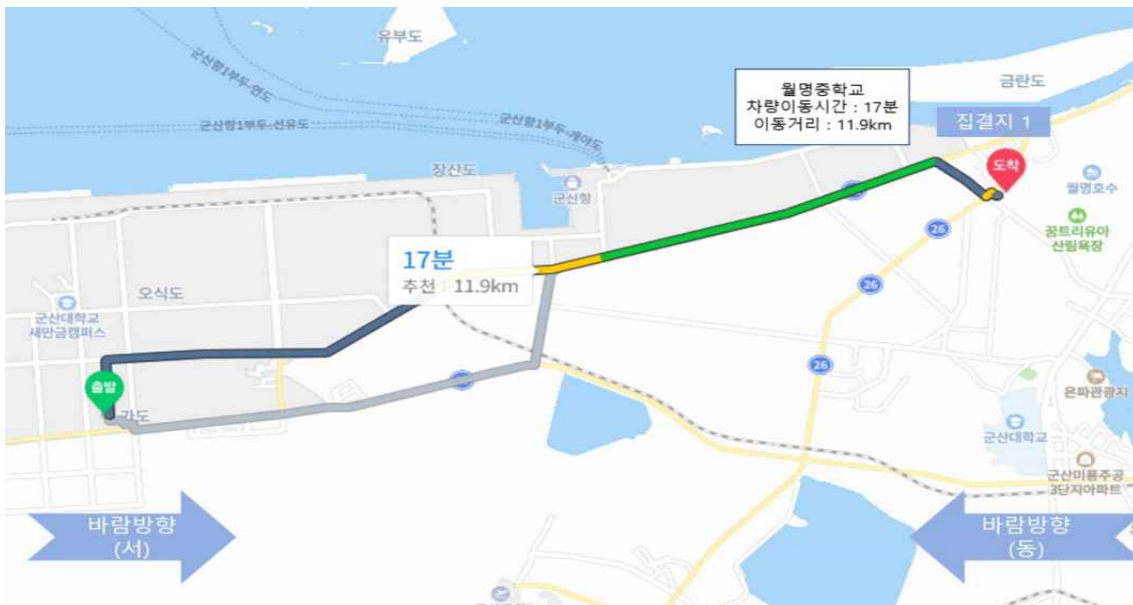 유부도
군산항1부두-연도
군산항1부두-선유도
군산항1부두-개야도
월명중학교
차량이동시간 : 17분
이동거리 : 11.9km
금란도
집결지 1
도착
월명호수
꿈트리유아
산림욕장
장산도
군산항
26
26
26
17분
추천 11.9km
오식도
군산대학교
새만금캠퍼스
출발
가도
은파관광지
군산대학교
군산미룡주공
3단지아파트
바람방향
(서)
바람방향
(동)